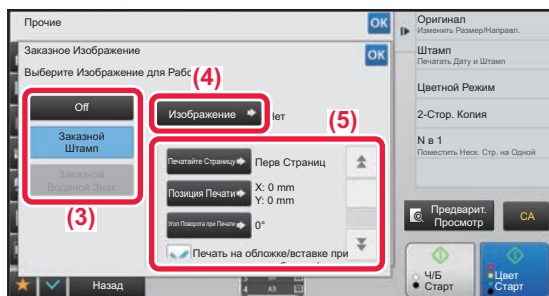 Прочие
OK
Заказное Изображение
OK
Выберите Изображение для
(4)
Off
Заказной
Штамп
Заказной
Водяной Знак
(3)
Изображение
(5)
Печатайте Страницу
Перв Страниц
Позиция Печати
X: 0 mm
Y: 0 mm
Угол Поворота при Печати
0°
Печать на обложке/вставке при
Назад
Оригинал
Изменить Размер/Направл.
Штамп
Печатать Дату и Штамп
Цветной Режим
2-Стор. Копия
N в 1
Поместить Неск. Стр. на Одной
Предварит.
Просмотр
CA
Ч/Б
Старт
Цвет
Старт
4 A3